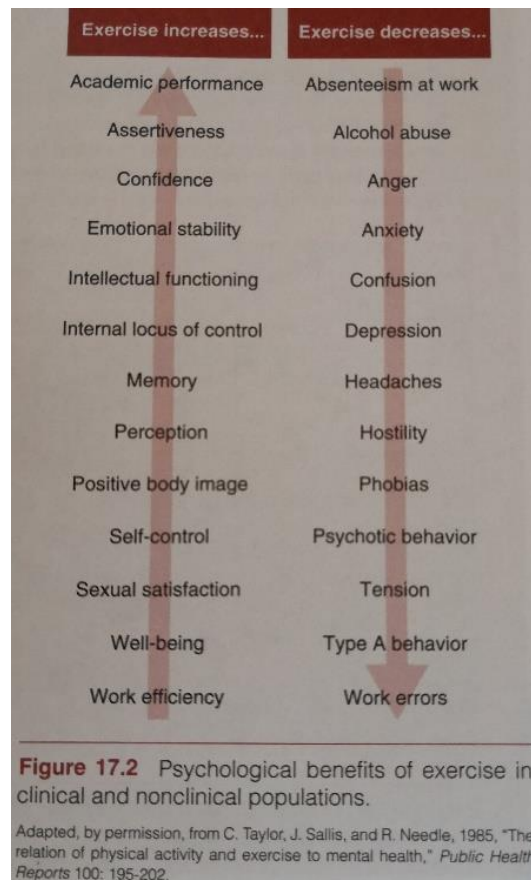 Exercise increases...
Academic performance
Assertiveness
Confidence
Emotional stability
Intellectual functioning
Internal locus of control
Memory
Perception
Positive body image
Self-control
Sexual satisfaction
Well-being
Work efficiency
Exercise decreases...
Absenteeism at work
Alcohol abuse
Anger
Anxiety
Confusion
Depression
Headaches
Hostility
Phobias
Psychotic behavior
Tension
Type A behavior
Work errors
Figure 17.2 Psychological benefits of exercise in
clinical and nonclinical populations.
Adapted, by permission, from C. Taylor, J. Sallis, and R. Needle, 1985, "The
relation of physical activity and exercise to mental health," Public Health
Reports 100: 195-202.